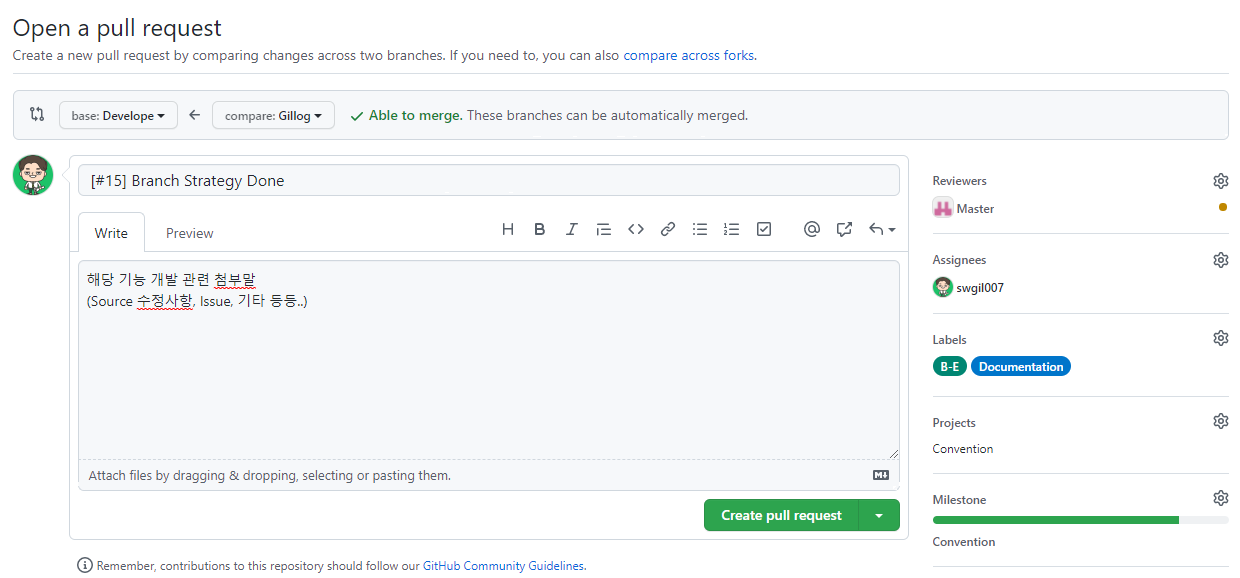 Open a pull request
Create a new pull request by comparing changes across two branches. If you need to, you can also compare across forks.
base: Develope
compare: Gillog
Able to merge. These branches can be automatically merged.
[#15] Branch Strategy Done
Write
Preview
H B I
해당 기능 개발 관련 첨부말
(Source 수정사항, Issue, 기타 등등..)
Attach files by dragging & dropping, selecting or pasting them.
Create pull request
Remember, contributions to this repository should follow our GitHub Community Guidelines.
Reviewers
Master
Assignees
swgil007
Labels
B-E Documentation
Projects
Convention
Milestone
Convention